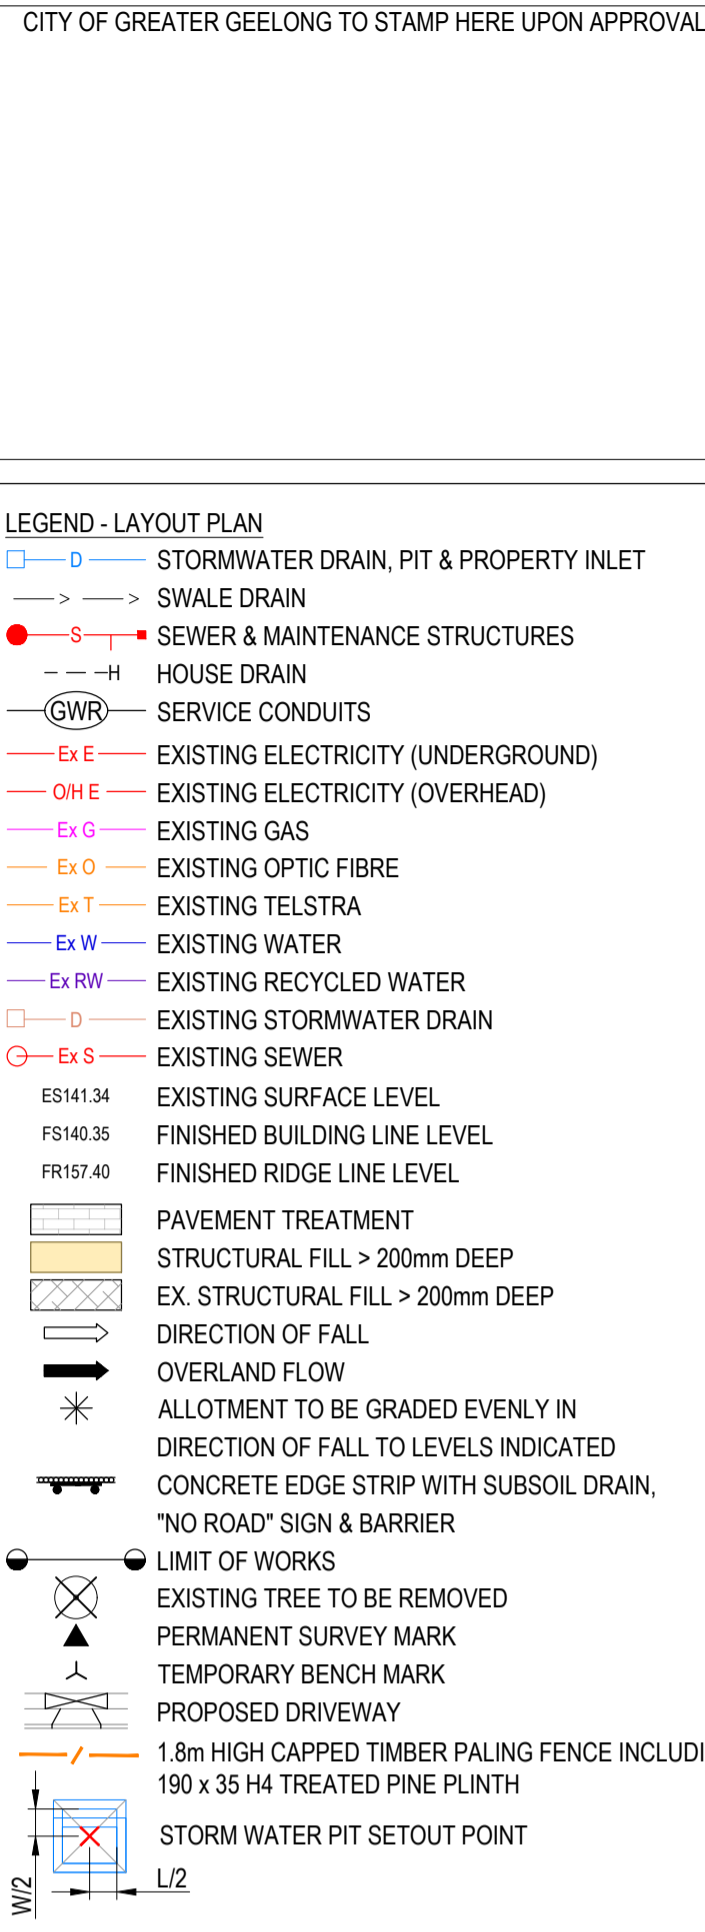 CITY OF GREATER GEELONG TO STAMP HERE UPON APPROVAL
LEGEND - LAYOUT PLAN
D STORMWATER DRAIN, PIT & PROPERTY INLET
> > SWALE DRAIN
S SEWER & MAINTENANCE STRUCTURES
H HOUSE DRAIN
GWR SERVICE CONDUITS
Ex E EXISTING ELECTRICITY (UNDERGROUND)
O/H E EXISTING ELECTRICITY (OVERHEAD)
Ex G EXISTING GAS
Ex O EXISTING OPTIC FIBRE
Ex T EXISTING TELSTRA
Ex W EXISTING WATER
Ex RW EXISTING RECYCLED WATER
D EXISTING STORMWATER DRAIN
Ex S EXISTING SEWER
ES141.34 EXISTING SURFACE LEVEL
FS140.35 FINISHED BUILDING LINE LEVEL
FR157.40 FINISHED RIDGE LINE LEVEL
PAVEMENT TREATMENT
STRUCTURAL FILL > 200mm DEEP
EX. STRUCTURAL FILL > 200mm DEEP
DIRECTION OF FALL
OVERLAND FLOW
ALLOTMENT TO BE GRADED EVENLY IN
DIRECTION OF FALL TO LEVELS INDICATED
CONCRETE EDGE STRIP WITH SUBSOIL DRAIN,
"NO ROAD" SIGN & BARRIER
LIMIT OF WORKS
EXISTING TREE TO BE REMOVED
PERMANENT SURVEY MARK
TEMPORARY BENCH MARK
PROPOSED DRIVEWAY
1.8m HIGH CAPPED TIMBER PALING FENCE INCLUDI
190 x 35 H4 TREATED PINE PLINTH
STORM WATER PIT SETOUT POINT
W/2
L/2